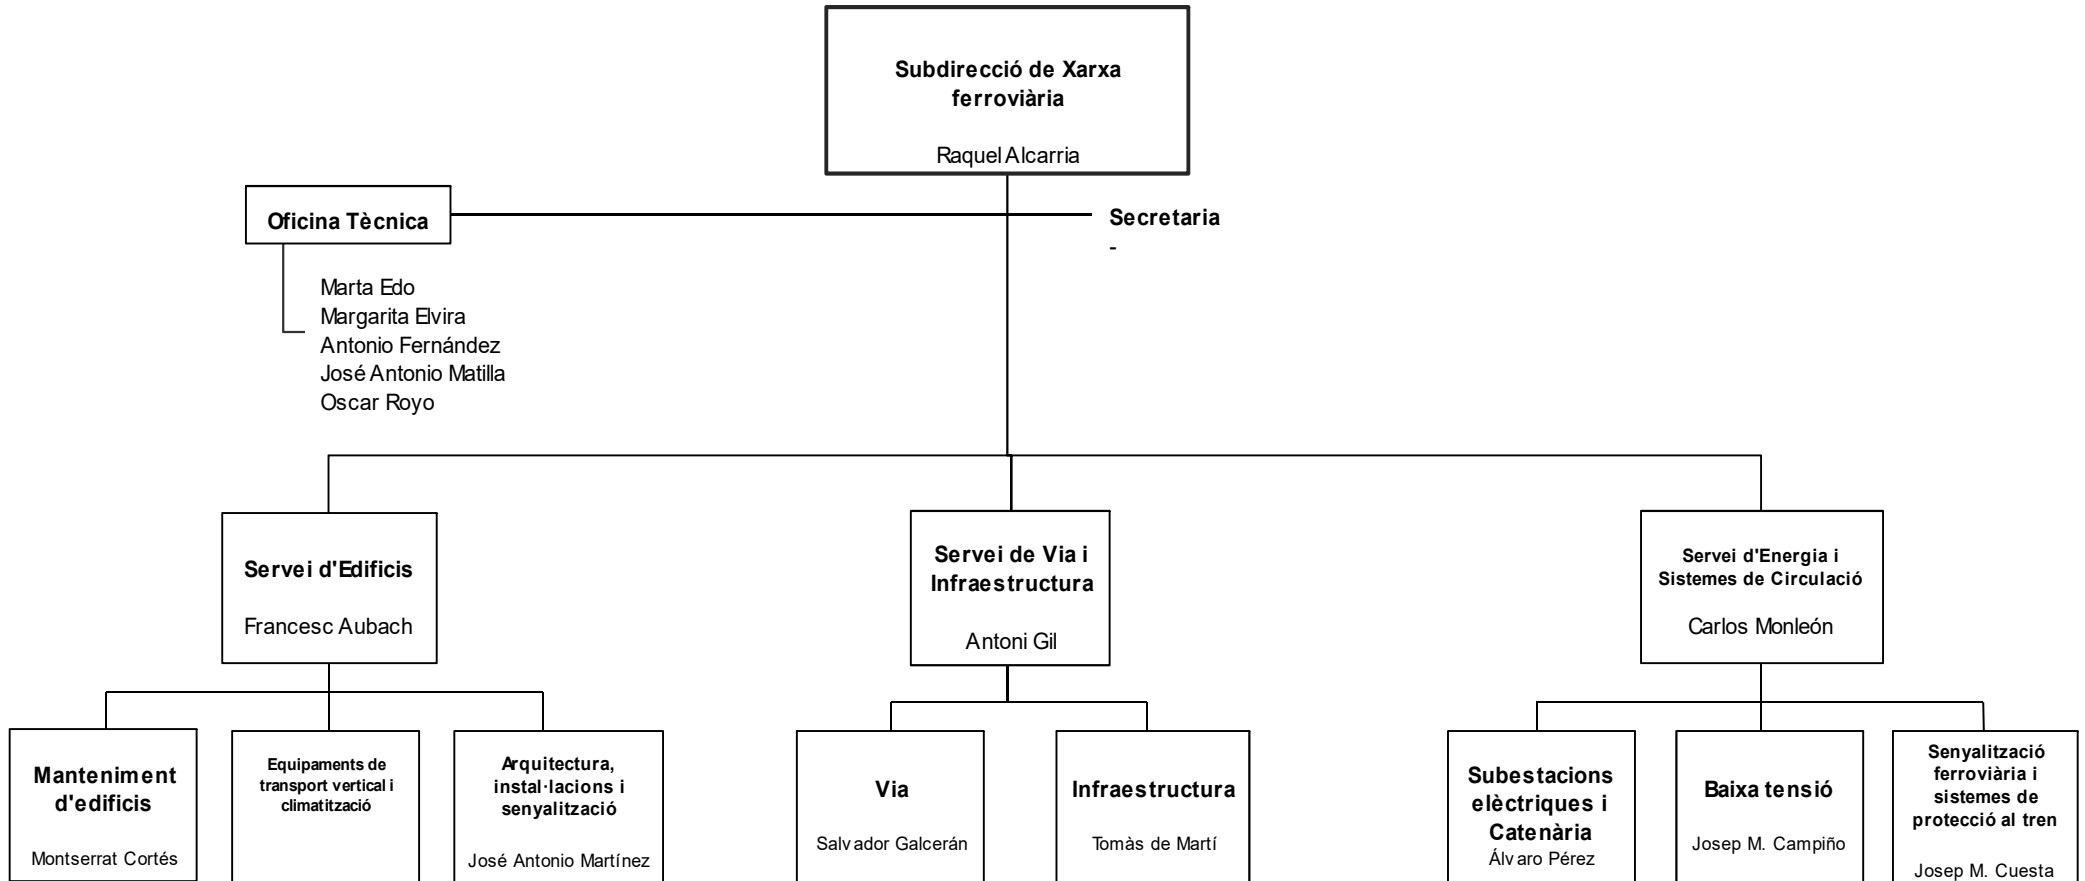 Subdirecció de Xarxa
ferroviària
Raquel Alcarria
Oficina Tècnica
Secretaria
-
Marta Edo
Margarita Elvira
Antonio Fernández
José Antonio Matilla
Oscar Royo
Servei d'Edificis
Francesc Aubach
Servei de Via i
Infraestructura
Antoni Gil
Servei d'Energia i
Sistemes de Circulació
Carlos Monleón
Manteniment
d'edificis
Montserrat Cortés
Equipaments de
transport vertical i
climatització
Arquitectura,
instal·lacions i
senyalització
José Antonio Martínez
Via
Salvador Galcerán
Infraestructura
Tomàs de Martí
Subestacions
elèctriques i
Catenària
Álvaro Pérez
Baixa tensió
Josep M. Campiño
Senyalització
ferroviària i
sistemes de
protecció al tren
Josep M. Cuesta